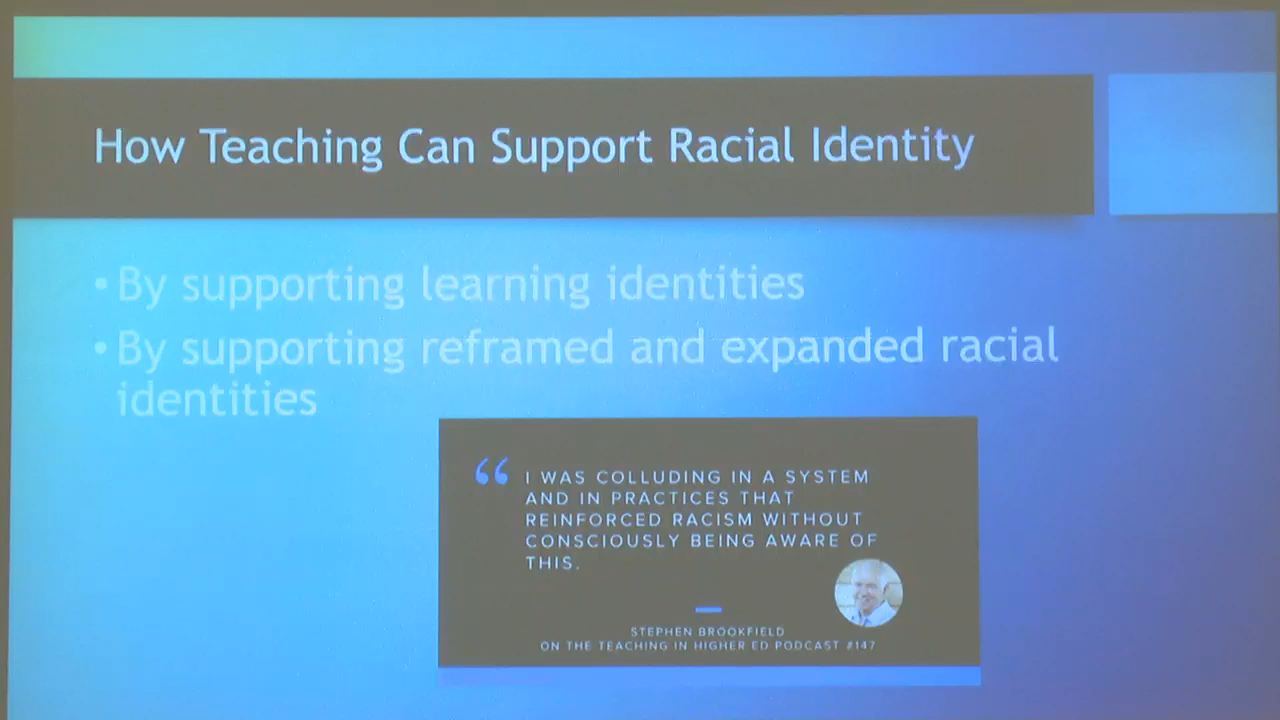 How Teaching Can Support Racial Identity
• By supporting learning identities
• By supporting reframed and expanded racial
identities
“ I WAS COLLUDING IN A SYSTEM
AND IN PRACTICES THAT
REINFORCED RACISM WITHOUT
CONSCIOUSLY BEING AWARE OF
THIS.
STEPHEN BROOKFIELD
ON THE TEACHING IN HIGHER ED PODCAST #147